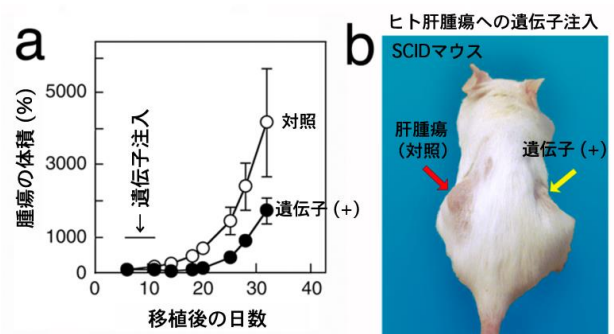 a
腫瘍の体積 (%)
5000
3000
1000
0
← 遺伝子注入
対照
遺伝子 (+)
0
10
20
30
40
移植後の日数
b
ヒト肝腫瘍への遺伝子注入
SCIDマウス
肝腫瘍
(対照)
遺伝子 (+)